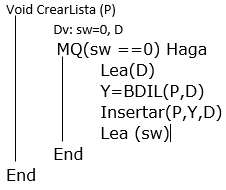 Void CrearLista (P)
Dv: sw=0, D
MQ(sw ==0) Haga
Lea(D)
Y=BDIL(P,D)
Insertar(P,Y,D)
Lea (sw)
End
End